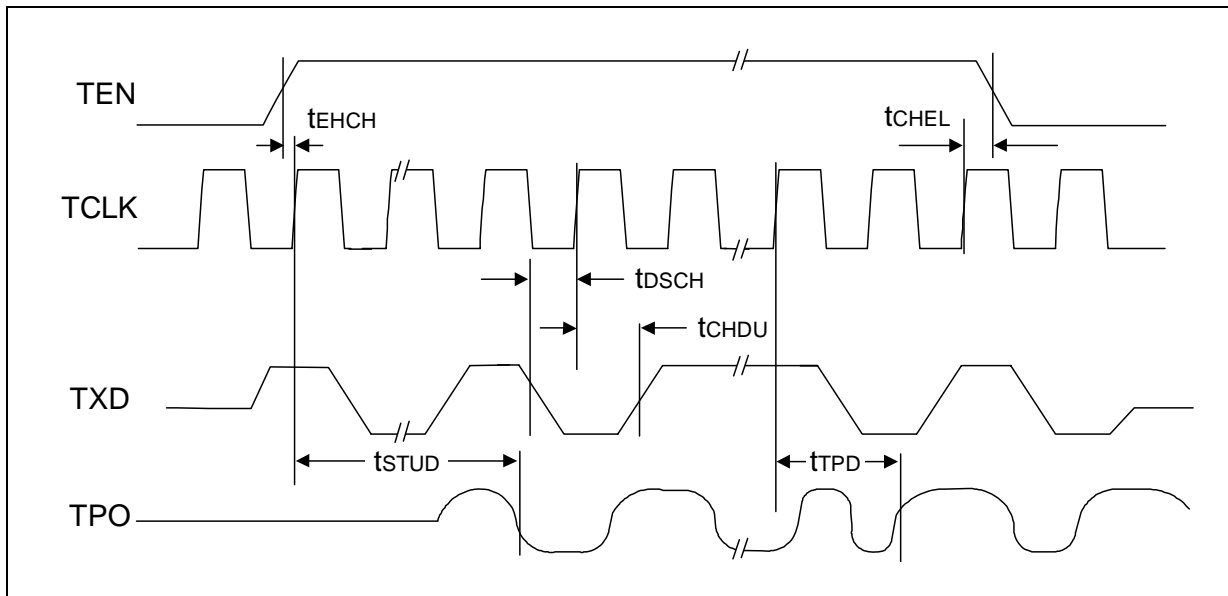 TEN
tEHCH
tCHEL
TCLK
tDSCH
tCHDU
TXD
tSTUD
tTPD
TPO